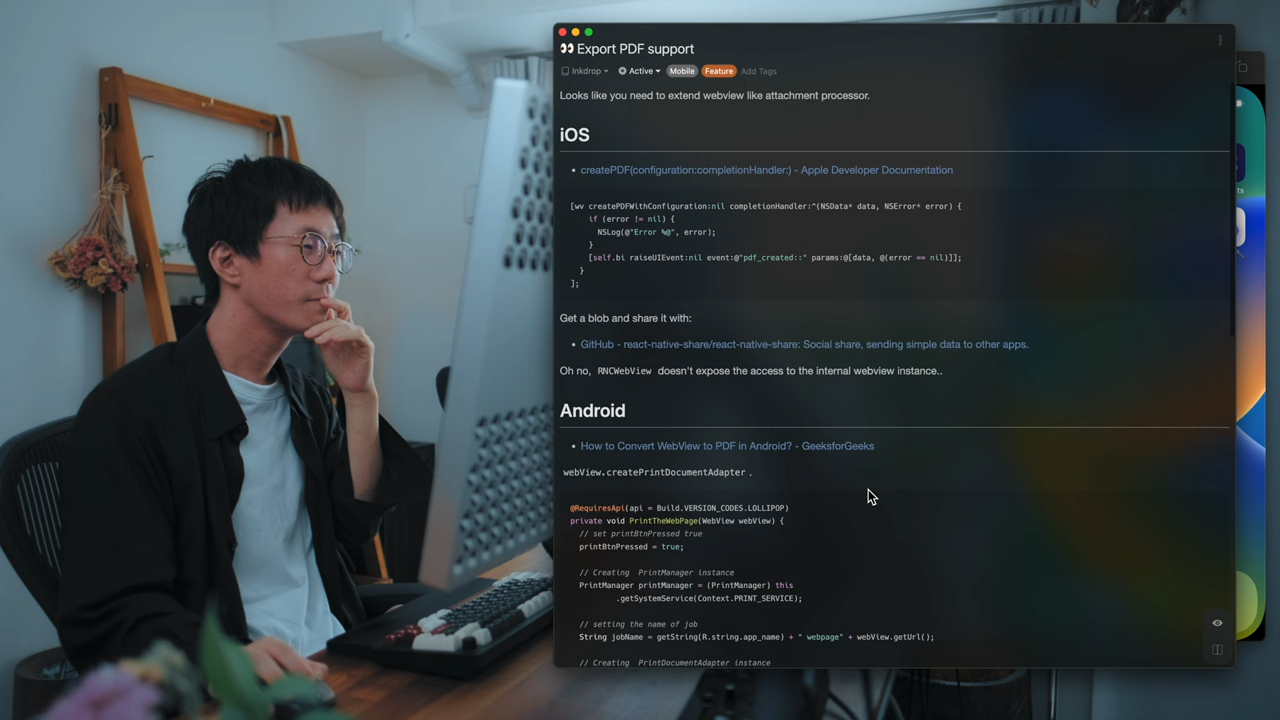 👀 Export PDF support
Inkdrop Active Mobile Feature Add Tags
Looks like you need to extend webview like attachment processor.
iOS
• createPDF(configuration:completionHandler:) - Apple Developer Documentation
[wv createPDFWithConfiguration:nil completionHandler:^(NSData* data, NSError* error) {
if (error != nil) {
NSLog(@"Error %@", error);
}
[self.bi raiseUIEvent:nil event:@"pdf_created::" params:@[data, @(error == nil)]];
}
];
Get a blob and share it with:
• GitHub - react-native-share/react-native-share: Social share, sending simple data to other apps.
Oh no, RNCWebView doesn't expose the access to the internal webview instance..
Android
• How to Convert WebView to PDF in Android? - GeeksforGeeks
webView.createPrintDocumentAdapter .
@RequiresApi(api = Build.VERSION_CODES.LOLLIPOP)
private void PrintTheWebPage(WebView webView) {
// set printBtnPressed true
printBtnPressed = true;
// Creating  PrintManager instance
PrintManager printManager = (PrintManager) this
.getSystemService(Context.PRINT_SERVICE);
// setting the name of job
String jobName = getString(R.string.app_name) + " webpage" + webView.getUrl();
// Creating  PrintDocumentAdapter instance